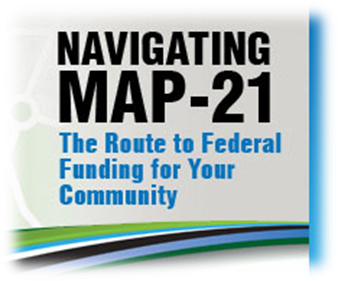 NAVIGATING
MAP-21
The Route to Federal
Funding for Your
Community